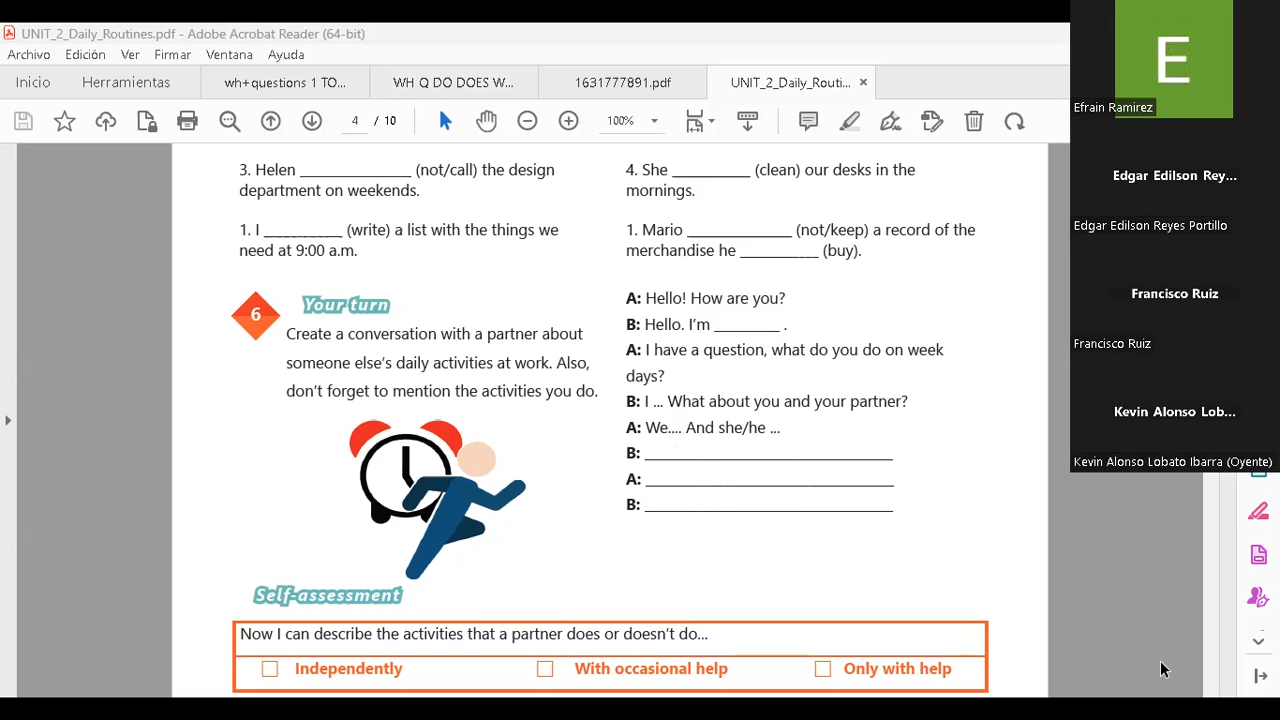 UNIT_2_Daily_Routines.pdf - Adobe Acrobat Reader (64-bit)
Archivo Edición Ver Firmar Ventana Ayuda
Inicio Herramientas wh+questions 1 TO... WH Q DO DOES W... 1631777891.pdf UNIT_2_Daily_Routi... ×
4 / 10 100%
3. Helen ______________ (not/call) the design
department on weekends.
1. I ____________ (write) a list with the things we
need at 9:00 a.m.
4. She __________ (clean) our desks in the
mornings.
1. Mario _____________ (not/keep) a record of the
merchandise he __________ (buy).
6 Your turn
Create a conversation with a partner about
someone else's daily activities at work. Also,
don't forget to mention the activities you do.
A: Hello! How are you?
B: Hello. I'm ________ .
A: I have a question, what do you do on week
days?
B: I ... What about you and your partner?
A: We.... And she/he ...
B: ________________________________
A: ________________________________
B: ________________________________
Self-assessment
Now I can describe the activities that a partner does or doesn't do...
Independently With occasional help Only with help
E
Efrain Ramirez
Edgar Edilson Rey...
Edgar Edilson Reyes Portillo
Francisco Ruiz
Francisco Ruiz
Kevin Alonso Lob...
Kevin Alonso Lobato Ibarra (Oyente)